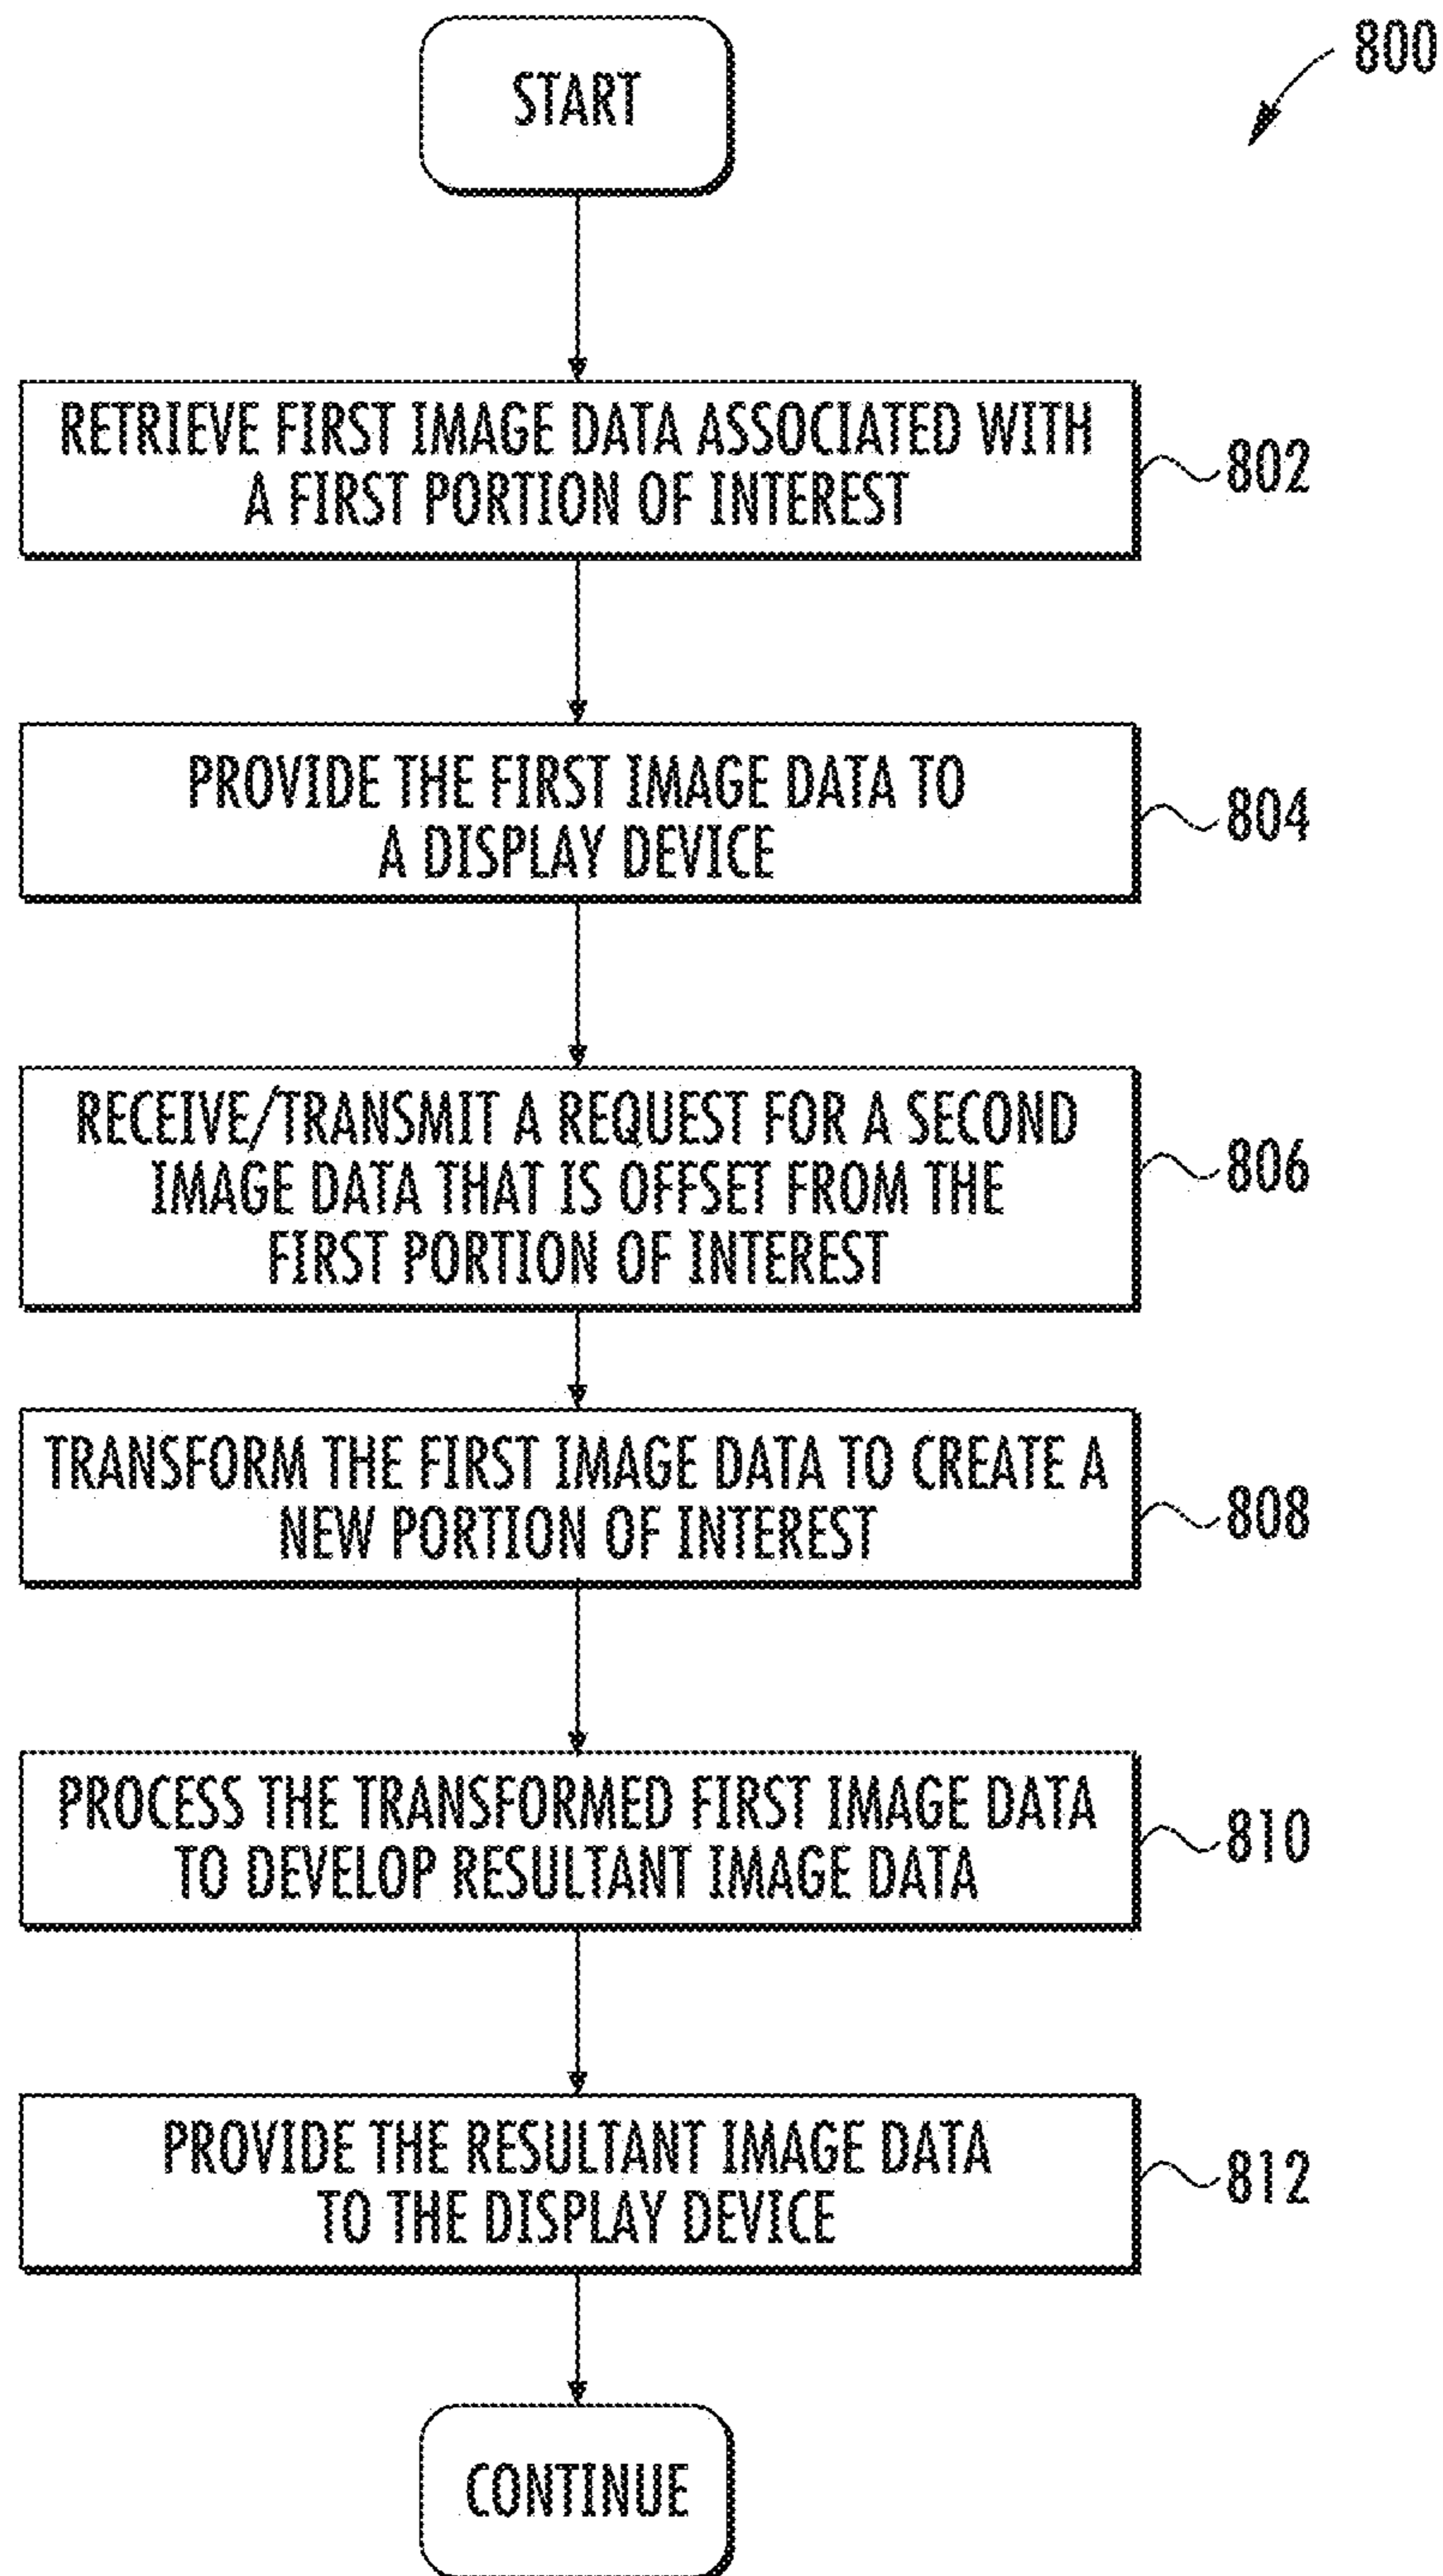 START
800
RETRIEVE FIRST IMAGE DATA ASSOCIATED WITH
A FIRST PORTION OF INTEREST
802
PROVIDE THE FIRST IMAGE DATA TO
A DISPLAY DEVICE
804
RECEIVE/TRANSMIT A REQUEST FOR A SECOND
IMAGE DATA THAT IS OFFSET FROM THE
FIRST PORTION OF INTEREST
806
TRANSFORM THE FIRST IMAGE DATA TO CREATE A
NEW PORTION OF INTEREST
808
PROCESS THE TRANSFORMED FIRST IMAGE DATA
TO DEVELOP RESULTANT IMAGE DATA
810
PROVIDE THE RESULTANT IMAGE DATA
TO THE DISPLAY DEVICE
812
CONTINUE